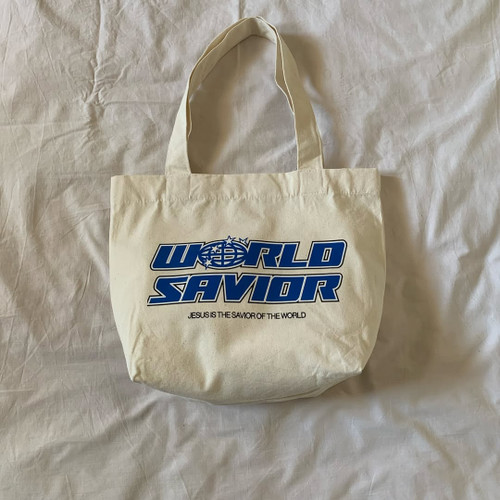 WORLD
SAVIOR
JESUS IS THE SAVIOR OF THE WORLD